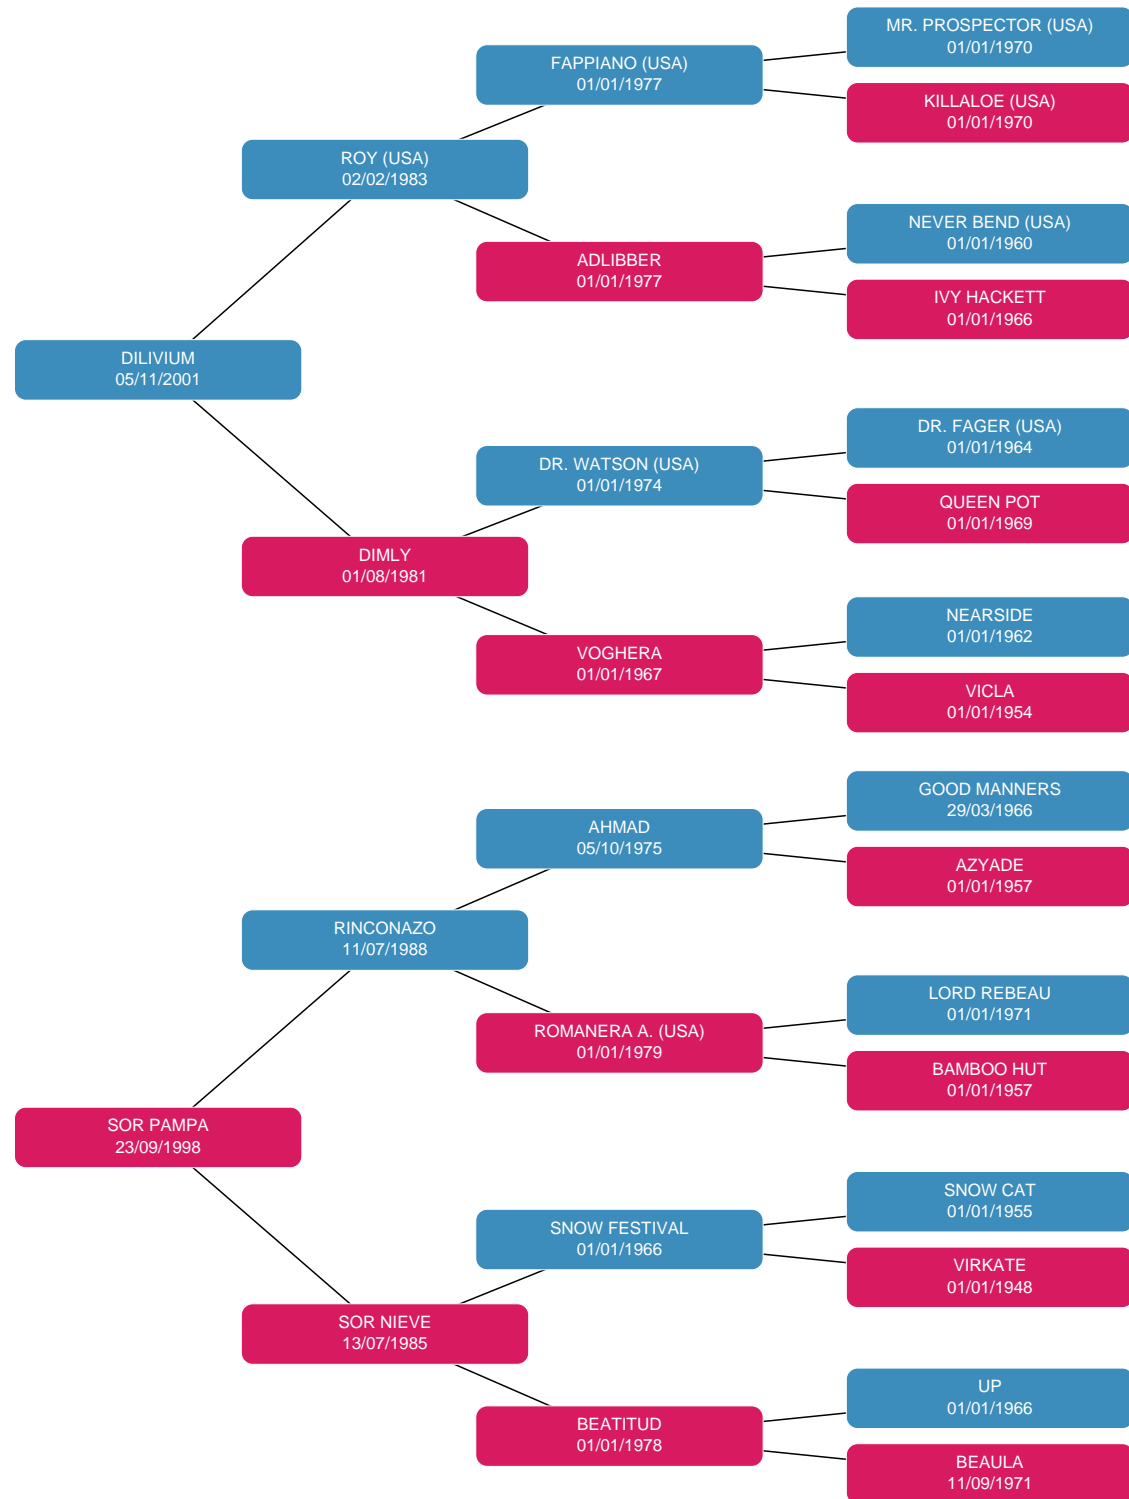 MR. PROSPECTOR (USA)
01/01/1970
FAPPIANO (USA)
01/01/1977
KILLALOE (USA)
01/01/1970
ROY (USA)
02/02/1983
NEVER BEND (USA)
01/01/1960
ADLIBBER
01/01/1977
IVY HACKETT
01/01/1966
DILIVIUM
05/11/2001
DR. FAGER (USA)
01/01/1964
DR. WATSON (USA)
01/01/1974
QUEEN POT
01/01/1969
DIMLY
01/08/1981
NEARSIDE
01/01/1962
VOGHERA
01/01/1967
VICLA
01/01/1954
GOOD MANNERS
29/03/1966
AHMAD
05/10/1975
AZYADE
01/01/1957
RINCONAZO
11/07/1988
LORD REBEAU
01/01/1971
ROMANERA A. (USA)
01/01/1979
BAMBOO HUT
01/01/1957
SOR PAMPA
23/09/1998
SNOW CAT
01/01/1955
SNOW FESTIVAL
01/01/1966
VIRKATE
01/01/1948
SOR NIEVE
13/07/1985
UP
01/01/1966
BEATITUD
01/01/1978
BEAULA
11/09/1971